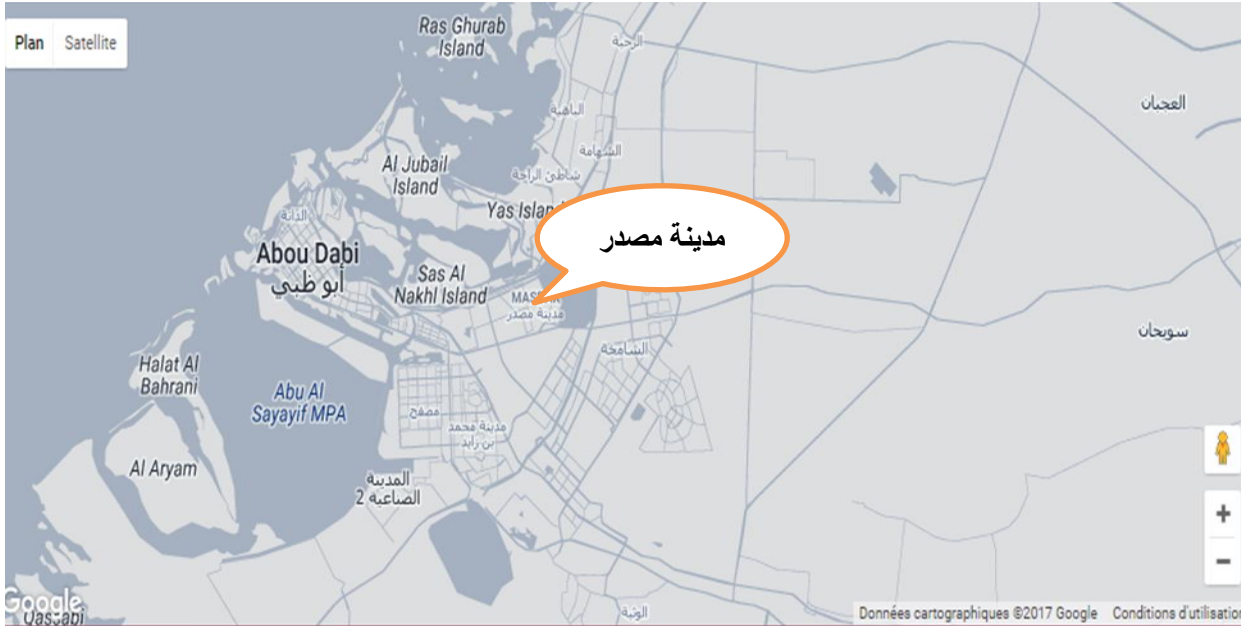 Plan Satellite
Ras Ghurab
Island
الرحبة
العجبان
الباهية
الشهامة
Al Jubail
Island
شاطئ الراحة
Yas Island
مدينة مصدر
الدانة
Abou Dabi
أبو ظبي
Sas Al
Nakhl Island
مدينة مصدر
سويحان
الشامخة
Halat Al
Bahrani
Abu Al
Sayayif MPA
مصفح
مدينة محمد
بن زايد
Al Aryam
المدينة
الصناعية 2
+
−
Google
الوثبة
Données cartographiques ©2017 Google Conditions d'utilisation